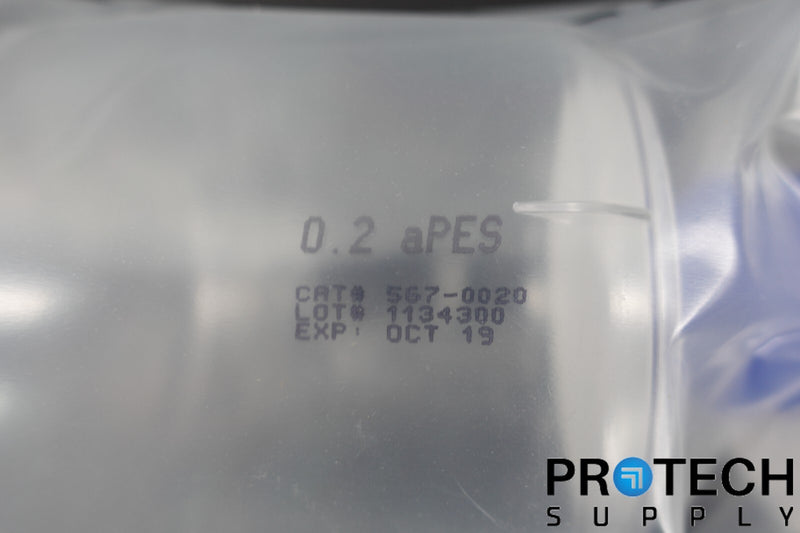 0.2 aPES
CAT# 567-0020
LOT# 1134300
EXP: OCT 19
PROTECH
SUPPLY